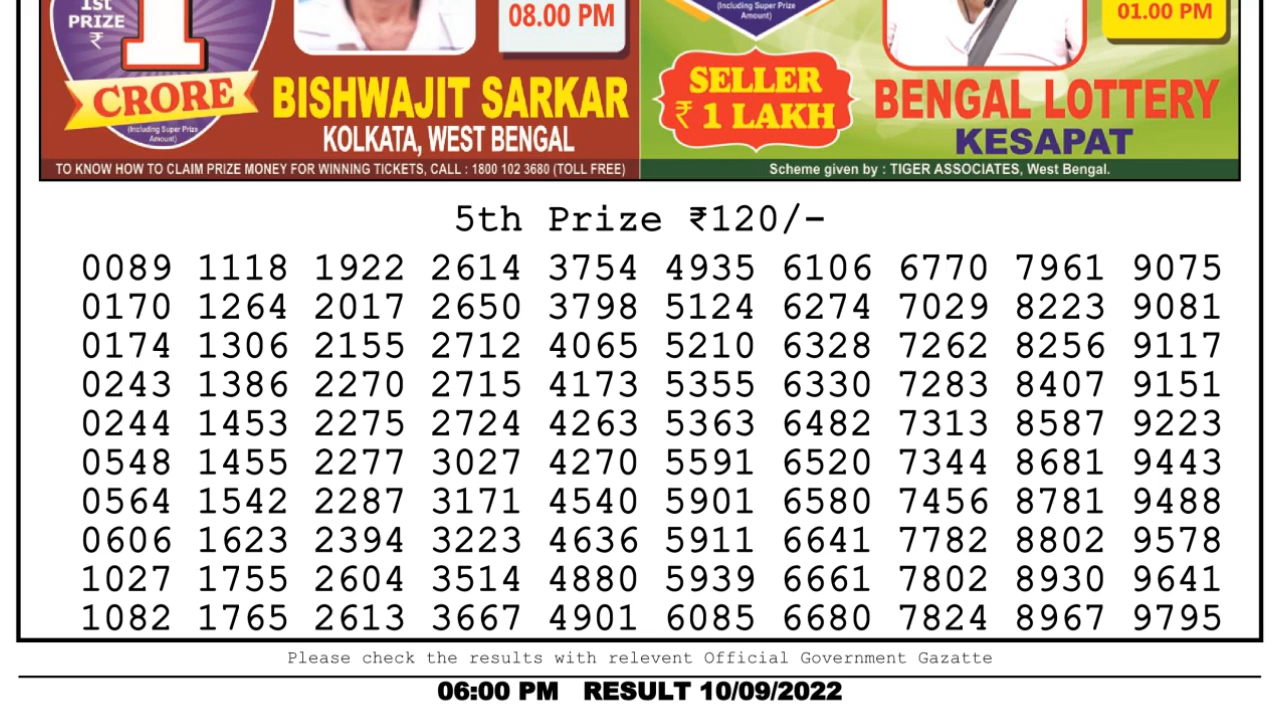 1st
PRIZE
₹
1
CRORE
(Including Super Prize
Amount)
08.00 PM
BISHWAJIT SARKAR
KOLKATA, WEST BENGAL
TO KNOW HOW TO CLAIM PRIZE MONEY FOR WINNING TICKETS, CALL : 1800 102 3680 (TOLL FREE)
(Including Super Prize
Amount)
01.00 PM
SELLER
₹ 1 LAKH
BENGAL LOTTERY
KESAPAT
Scheme given by : TIGER ASSOCIATES, West Bengal.
5th Prize ₹120/-
0089 1118 1922 2614 3754 4935 6106 6770 7961 9075
0170 1264 2017 2650 3798 5124 6274 7029 8223 9081
0174 1306 2155 2712 4065 5210 6328 7262 8256 9117
0243 1386 2270 2715 4173 5355 6330 7283 8407 9151
0244 1453 2275 2724 4263 5363 6482 7313 8587 9223
0548 1455 2277 3027 4270 5591 6520 7344 8681 9443
0564 1542 2287 3171 4540 5901 6580 7456 8781 9488
0606 1623 2394 3223 4636 5911 6641 7782 8802 9578
1027 1755 2604 3514 4880 5939 6661 7802 8930 9641
1082 1765 2613 3667 4901 6085 6680 7824 8967 9795
Please check the results with relevent Official Government Gazatte
06:00 PM RESULT 10/09/2022